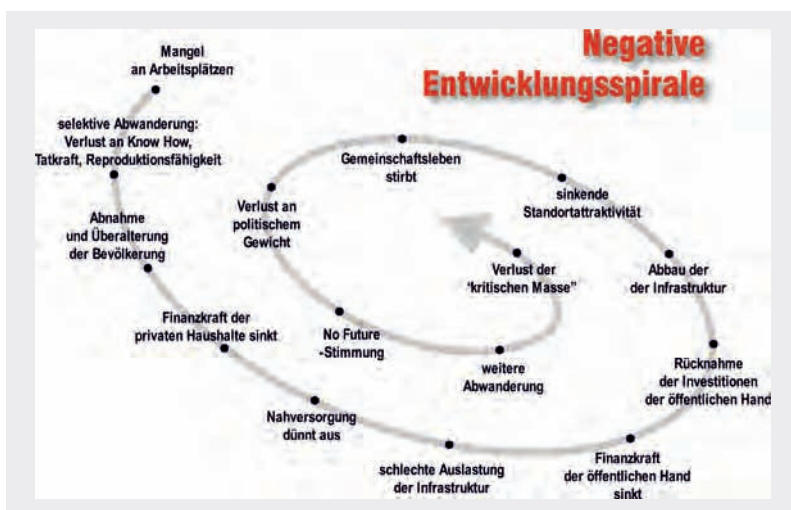 Negative
Entwicklungsspirale
Mangel
an Arbeitsplätzen
selektive Abwanderung:
Verlust an Know How,
Tatkraft, Reproduktionsfähigkeit
Abnahme
und Überalterung
der Bevölkerung
Finanzkraft der
privaten Haushalte sinkt
Nahversorgung
dünnt aus
schlechte Auslastung
der Infrastruktur
Finanzkraft
der öffentlichen Hand
sinkt
Rücknahme
der Investitionen
der öffentlichen Hand
Abbau der
der Infrastruktur
sinkende
Standortattraktivität
Gemeinschaftsleben
stirbt
Verlust an
politischem
Gewicht
No Future
-Stimmung
weitere
Abwanderung
Verlust der
‘kritischen Masse”